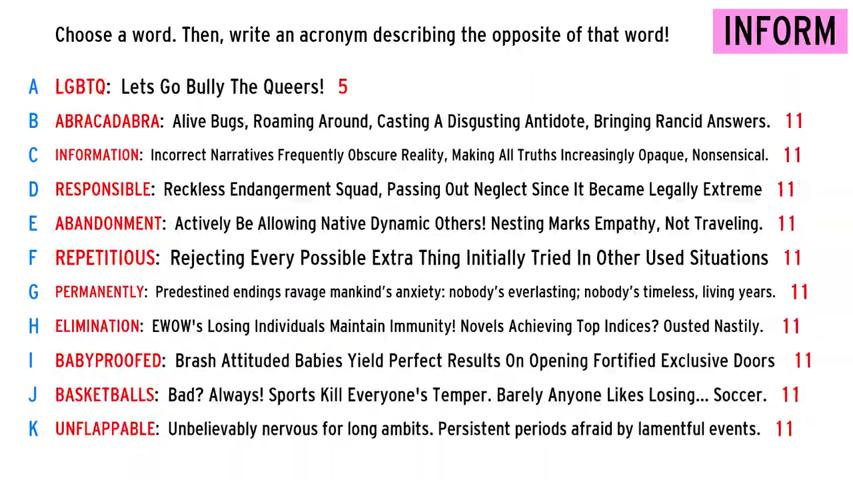 Choose a word. Then, write an acronym describing the opposite of that word!
INFORM
A LGBTQ: Lets Go Bully The Queers! 5
B ABRACADABRA: Alive Bugs, Roaming Around, Casting A Disgusting Antidote, Bringing Rancid Answers. 11
C INFORMATION: Incorrect Narratives Frequently Obscure Reality, Making All Truths Increasingly Opaque, Nonsensical. 11
D RESPONSIBLE: Reckless Endangerment Squad, Passing Out Neglect Since It Became Legally Extreme 11
E ABANDONMENT: Actively Be Allowing Native Dynamic Others! Nesting Marks Empathy, Not Traveling. 11
F REPETITIOUS: Rejecting Every Possible Extra Thing Initially Tried In Other Used Situations 11
G PERMANENTLY: Predestined endings ravage mankind's anxiety: nobody's everlasting; nobody's timeless, living years. 11
H ELIMINATION: EWOW's Losing Individuals Maintain Immunity! Novels Achieving Top Indices? Ousted Nastily. 11
I BABYPROOFED: Brash Attituded Babies Yield Perfect Results On Opening Fortified Exclusive Doors 11
J BASKETBALLS: Bad? Always! Sports Kill Everyone's Temper. Barely Anyone Likes Losing... Soccer. 11
K UNFLAPPABLE: Unbelievably nervous for long ambits. Persistent periods afraid by lamentful events. 11